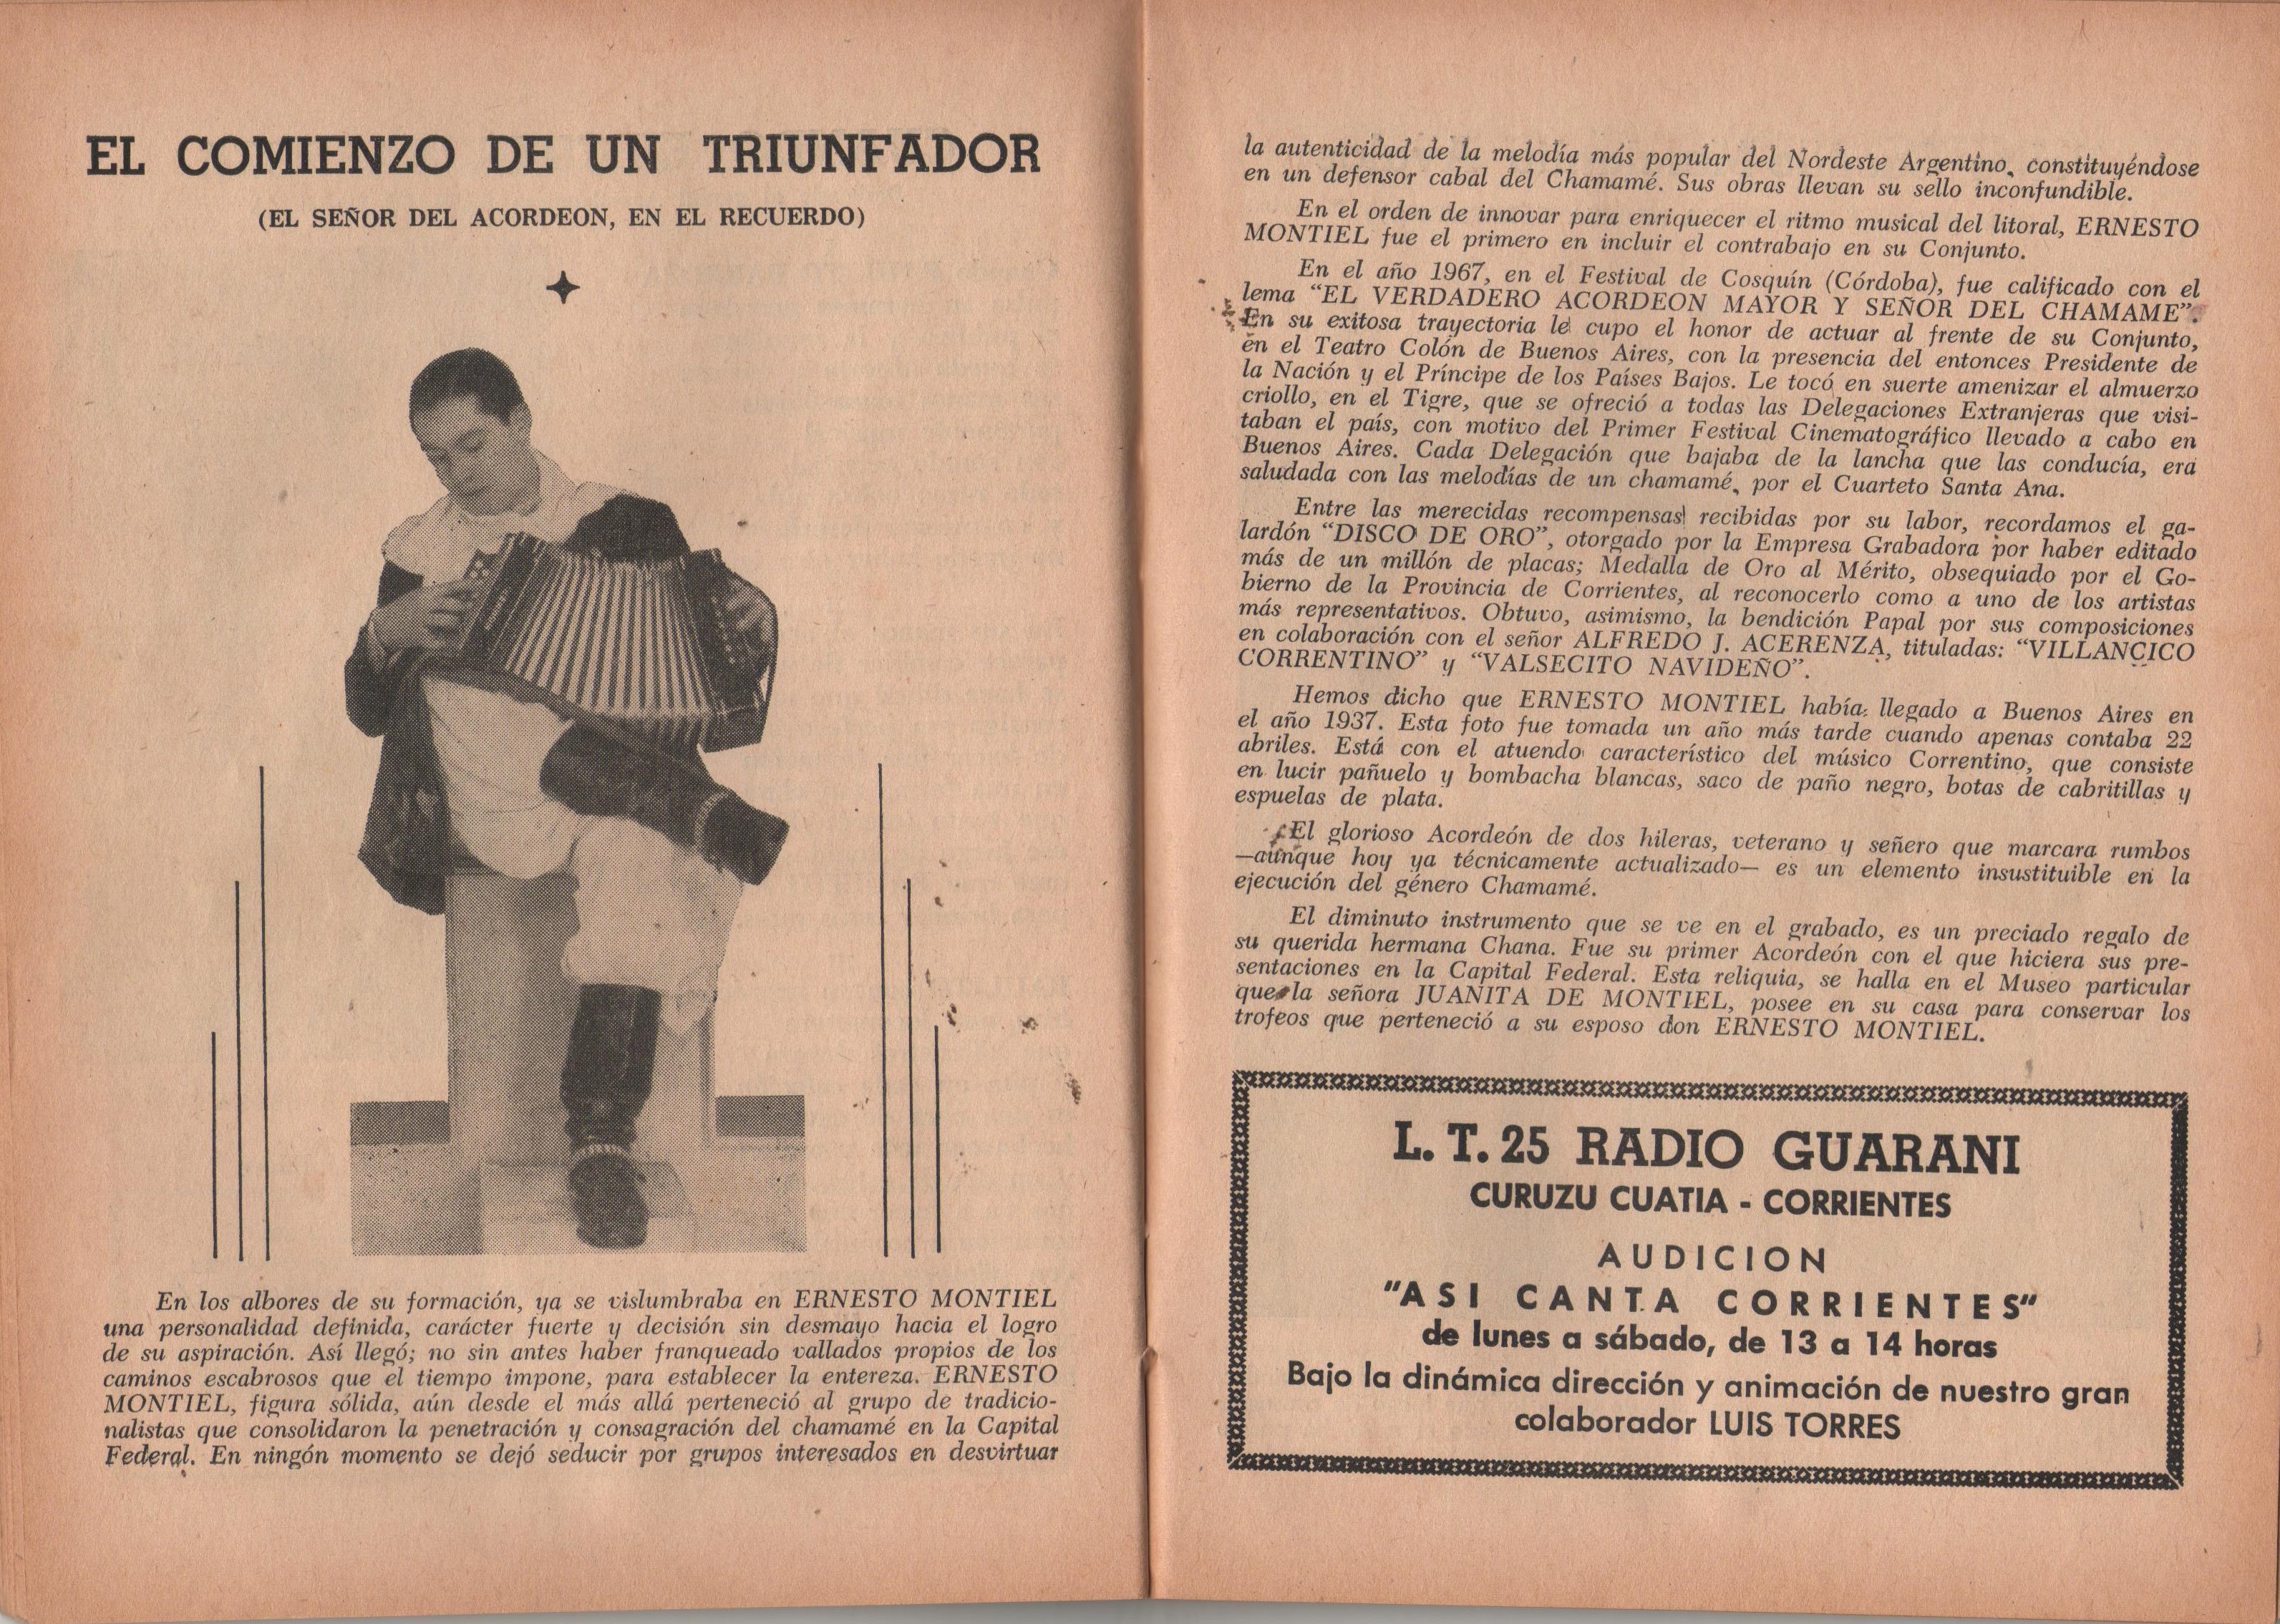 EL COMIENZO DE UN TRIUNFADOR
(EL SEÑOR DEL ACORDEON, EN EL RECUERDO)
En los albores de su formación, ya se vislumbraba en ERNESTO MONTIEL
una personalidad definida, carácter fuerte y decisión sin desmayo hacia el logro
de su aspiración. Así llegó; no sin antes haber franqueado vallados propios de los
caminos escabrosos que el tiempo impone, para establecer la entereza. ERNESTO
MONTIEL, figura sólida, aún desde el más allá perteneció al grupo de tradicio-
nalistas que consolidaron la penetración y consagración del chamamé en la Capital
Federal. En ningón momento se dejó seducir por grupos interesados en desvirtuar
la autenticidad de la melodía más popular del Nordeste Argentino, constituyéndose
en un defensor cabal del Chamamé. Sus obras llevan su sello inconfundible.
En el orden de innovar para enriquecer el ritmo musical del litoral, ERNESTO
MONTIEL fue el primero en incluir el contrabajo en su Conjunto.
En el año 1967, en el Festival de Cosquín (Córdoba), fue calificado con el
lema "EL VERDADERO ACORDEON MAYOR Y SEÑOR DEL CHAMAME".
En su exitosa trayectoria le cupo el honor de actuar al frente de su Conjunto,
en el Teatro Colón de Buenos Aires, con la presencia del entonces Presidente de
la Nación y el Príncipe de los Países Bajos. Le tocó en suerte amenizar el almuerzo
criollo, en el Tigre, que se ofreció a todas las Delegaciones Extranjeras que visi-
taban el país, con motivo del Primer Festival Cinematográfico llevado a cabo en
Buenos Aires. Cada Delegación que bajaba de la lancha que las conducía, era
saludada con las melodías de un chamamé, por el Cuarteto Santa Ana.
Entre las merecidas recompensas recibidas por su labor, recordamos el ga-
lardón "DISCO DE ORO", otorgado por la Empresa Grabadora por haber editado
más de un millón de placas; Medalla de Oro al Mérito, obsequiado por el Go-
bierno de la Provincia de Corrientes, al reconocerlo como a uno de los artistas
más representativos. Obtuvo, asimismo, la bendición Papal por sus composiciones
en colaboración con el señor ALFREDO J. ACERENZA, tituladas: "VILLANCICO
CORRENTINO" y "VALSECITO NAVIDEÑO".
Hemos dicho que ERNESTO MONTIEL había llegado a Buenos Aires en
el año 1937. Esta foto fue tomada un año más tarde cuando apenas contaba 22
abriles. Está con el atuendo característico del músico Correntino, que consiste
en lucir pañuelo y bombacha blancas, saco de paño negro, botas de cabritillas y
espuelas de plata.
El glorioso Acordeón de dos hileras, veterano y señero que marcara rumbos
—aunque hoy ya técnicamente actualizado— es un elemento insustituible en la
ejecución del género Chamamé.
El diminuto instrumento que se ve en el grabado, es un preciado regalo de
su querida hermana Chana. Fue su primer Acordeón con el que hiciera sus pre-
sentaciones en la Capital Federal. Esta reliquia, se halla en el Museo particular
que la señora JUANITA DE MONTIEL, posee en su casa para conservar los
trofeos que perteneció a su esposo don ERNESTO MONTIEL.
L. T. 25 RADIO GUARANI
CURUZU CUATIA - CORRIENTES
AUDICION
"ASI CANTA CORRIENTES"
de lunes a sábado, de 13 a 14 horas
Bajo la dinámica dirección y animación de nuestro gran
colaborador LUIS TORRES